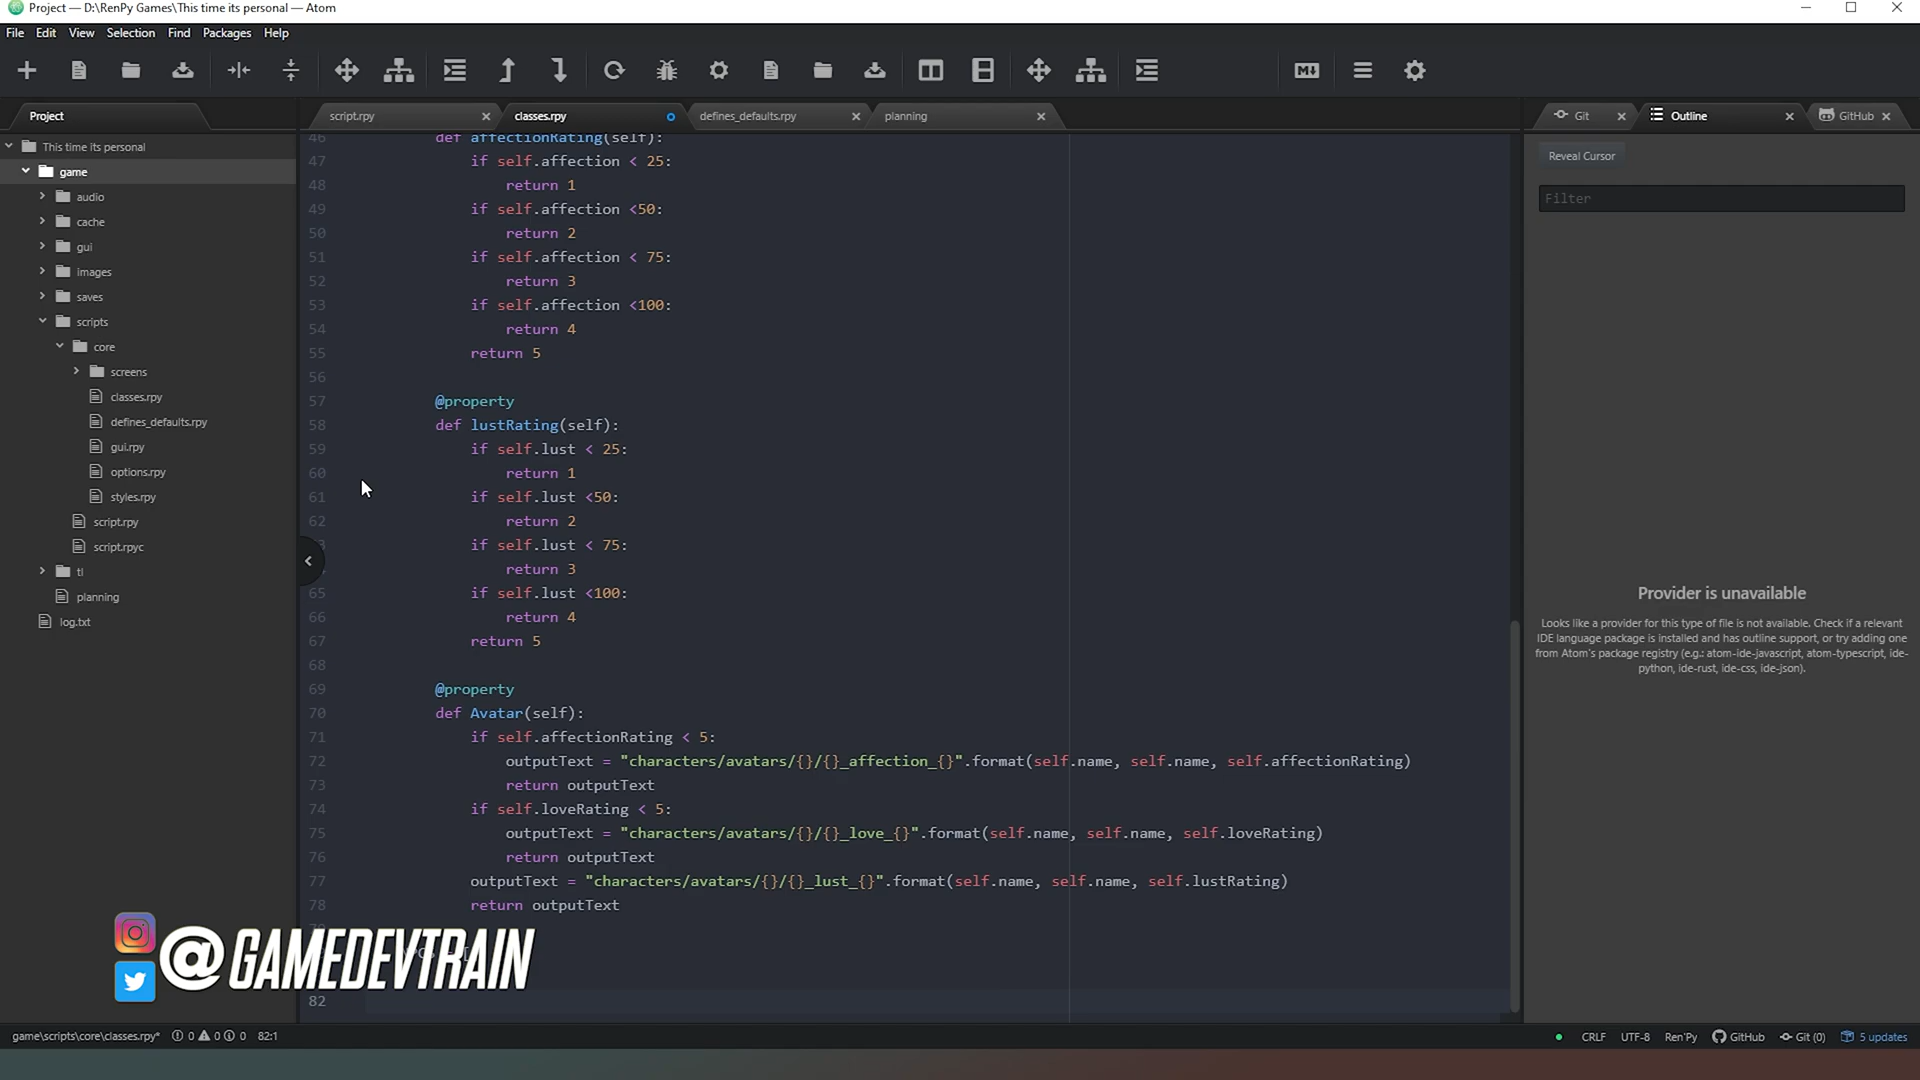 Project — D:\RenPy Games\This time its personal — Atom
File Edit View Selection Find Packages Help
Project
script.rpy
classes.rpy
defines_defaults.rpy
planning
Git
Outline
GitHub
This time its personal
game
audio
cache
gui
images
saves
scripts
core
screens
classes.rpy
defines_defaults.rpy
gui.rpy
options.rpy
styles.rpy
script.rpy
script.rpyc
tl
planning
log.txt
46 def affectionRating(self):
47 if self.affection < 25:
48 return 1
49 if self.affection <50:
50 return 2
51 if self.affection < 75:
52 return 3
53 if self.affection <100:
54 return 4
55 return 5
56
57 @property
58 def lustRating(self):
59 if self.lust < 25:
60 return 1
61 if self.lust <50:
62 return 2
if self.lust < 75:
return 3
65 if self.lust <100:
66 return 4
67 return 5
68
69 @property
70 def Avatar(self):
71 if self.affectionRating < 5:
72 outputText = "characters/avatars/{}/{}_affection_{}".format(self.name, self.name, self.affectionRating)
73 return outputText
74 if self.loveRating < 5:
75 outputText = "characters/avatars/{}/{}_love_{}".format(self.name, self.name, self.loveRating)
76 return outputText
77 outputText = "characters/avatars/{}/{}_lust_{}".format(self.name, self.name, self.lustRating)
78 return outputText
82
@GAMEDEVTRAIN
Reveal Cursor
Filter
Provider is unavailable
Looks like a provider for this type of file is not available. Check if a relevant
IDE language package is installed and has outline support, or try adding one
from Atom's package registry (e.g.: atom-ide-javascript, atom-typescript, ide-
python, ide-rust, ide-css, ide-json).
game\scripts\core\classes.rpy* 0 0 0 82:1
CRLF UTF-8 Ren'Py GitHub Git (0) 5 updates